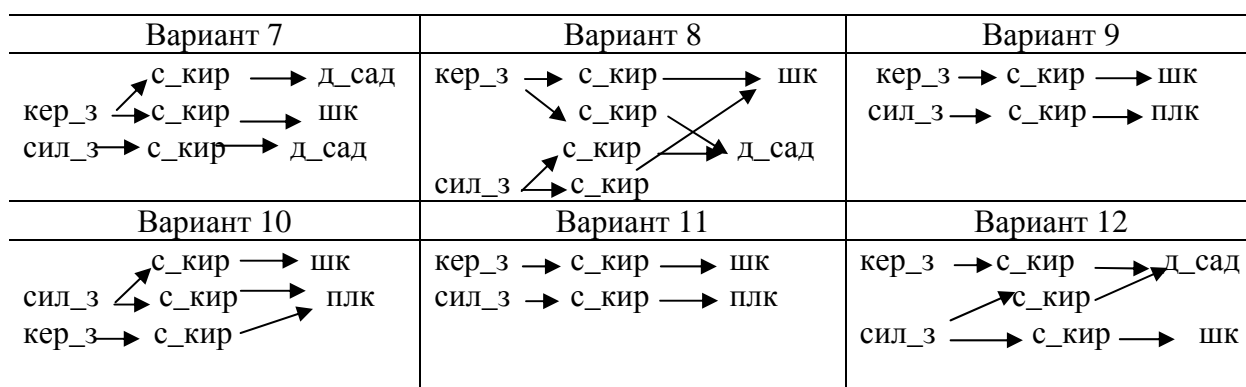 Вариант 7 Вариант 8 Вариант 9
с_кир д_сад кер_з с_кир шк кер_з с_кир шк
кер_з с_кир шк с_кир сил_з с_кир плк
сил_з с_кир д_сад с_кир д_сад
сил_з с_кир
Вариант 10 Вариант 11 Вариант 12
с_кир шк кер_з с_кир шк кер_з с_кир д_сад
сил_з с_кир плк сил_з с_кир плк с_кир
кер_з с_кир сил_з с_кир шк